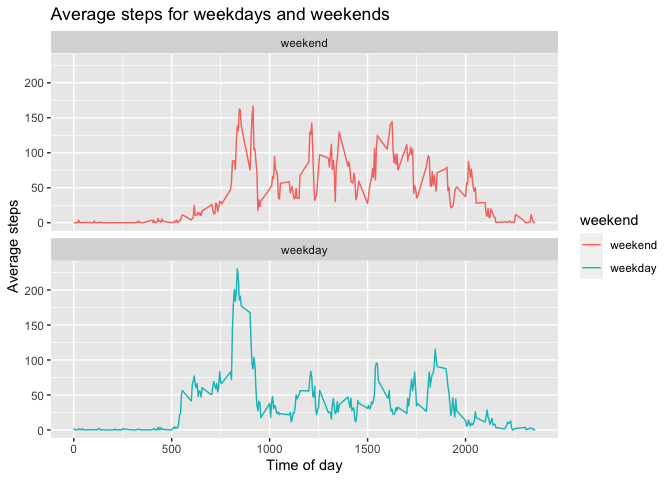 Average steps for weekdays and weekends
weekend
200
150
100
50
0
weekday
200
150
100
50
0
0 500 1000 1500 2000
Time of day
Average steps
weekend
weekend
weekday